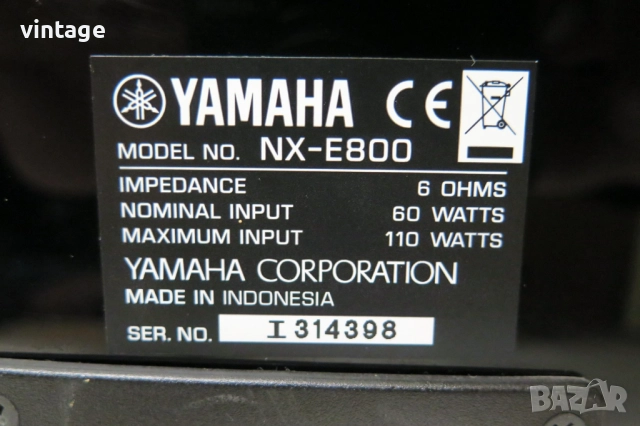 vintage
YAMAHA CE
MODEL NO. NX-E800
IMPEDANCE 6 OHMS
NOMINAL INPUT 60 WATTS
MAXIMUM INPUT 110 WATTS
YAMAHA CORPORATION
MADE IN INDONESIA
SER. NO. I 314398
BAZAR